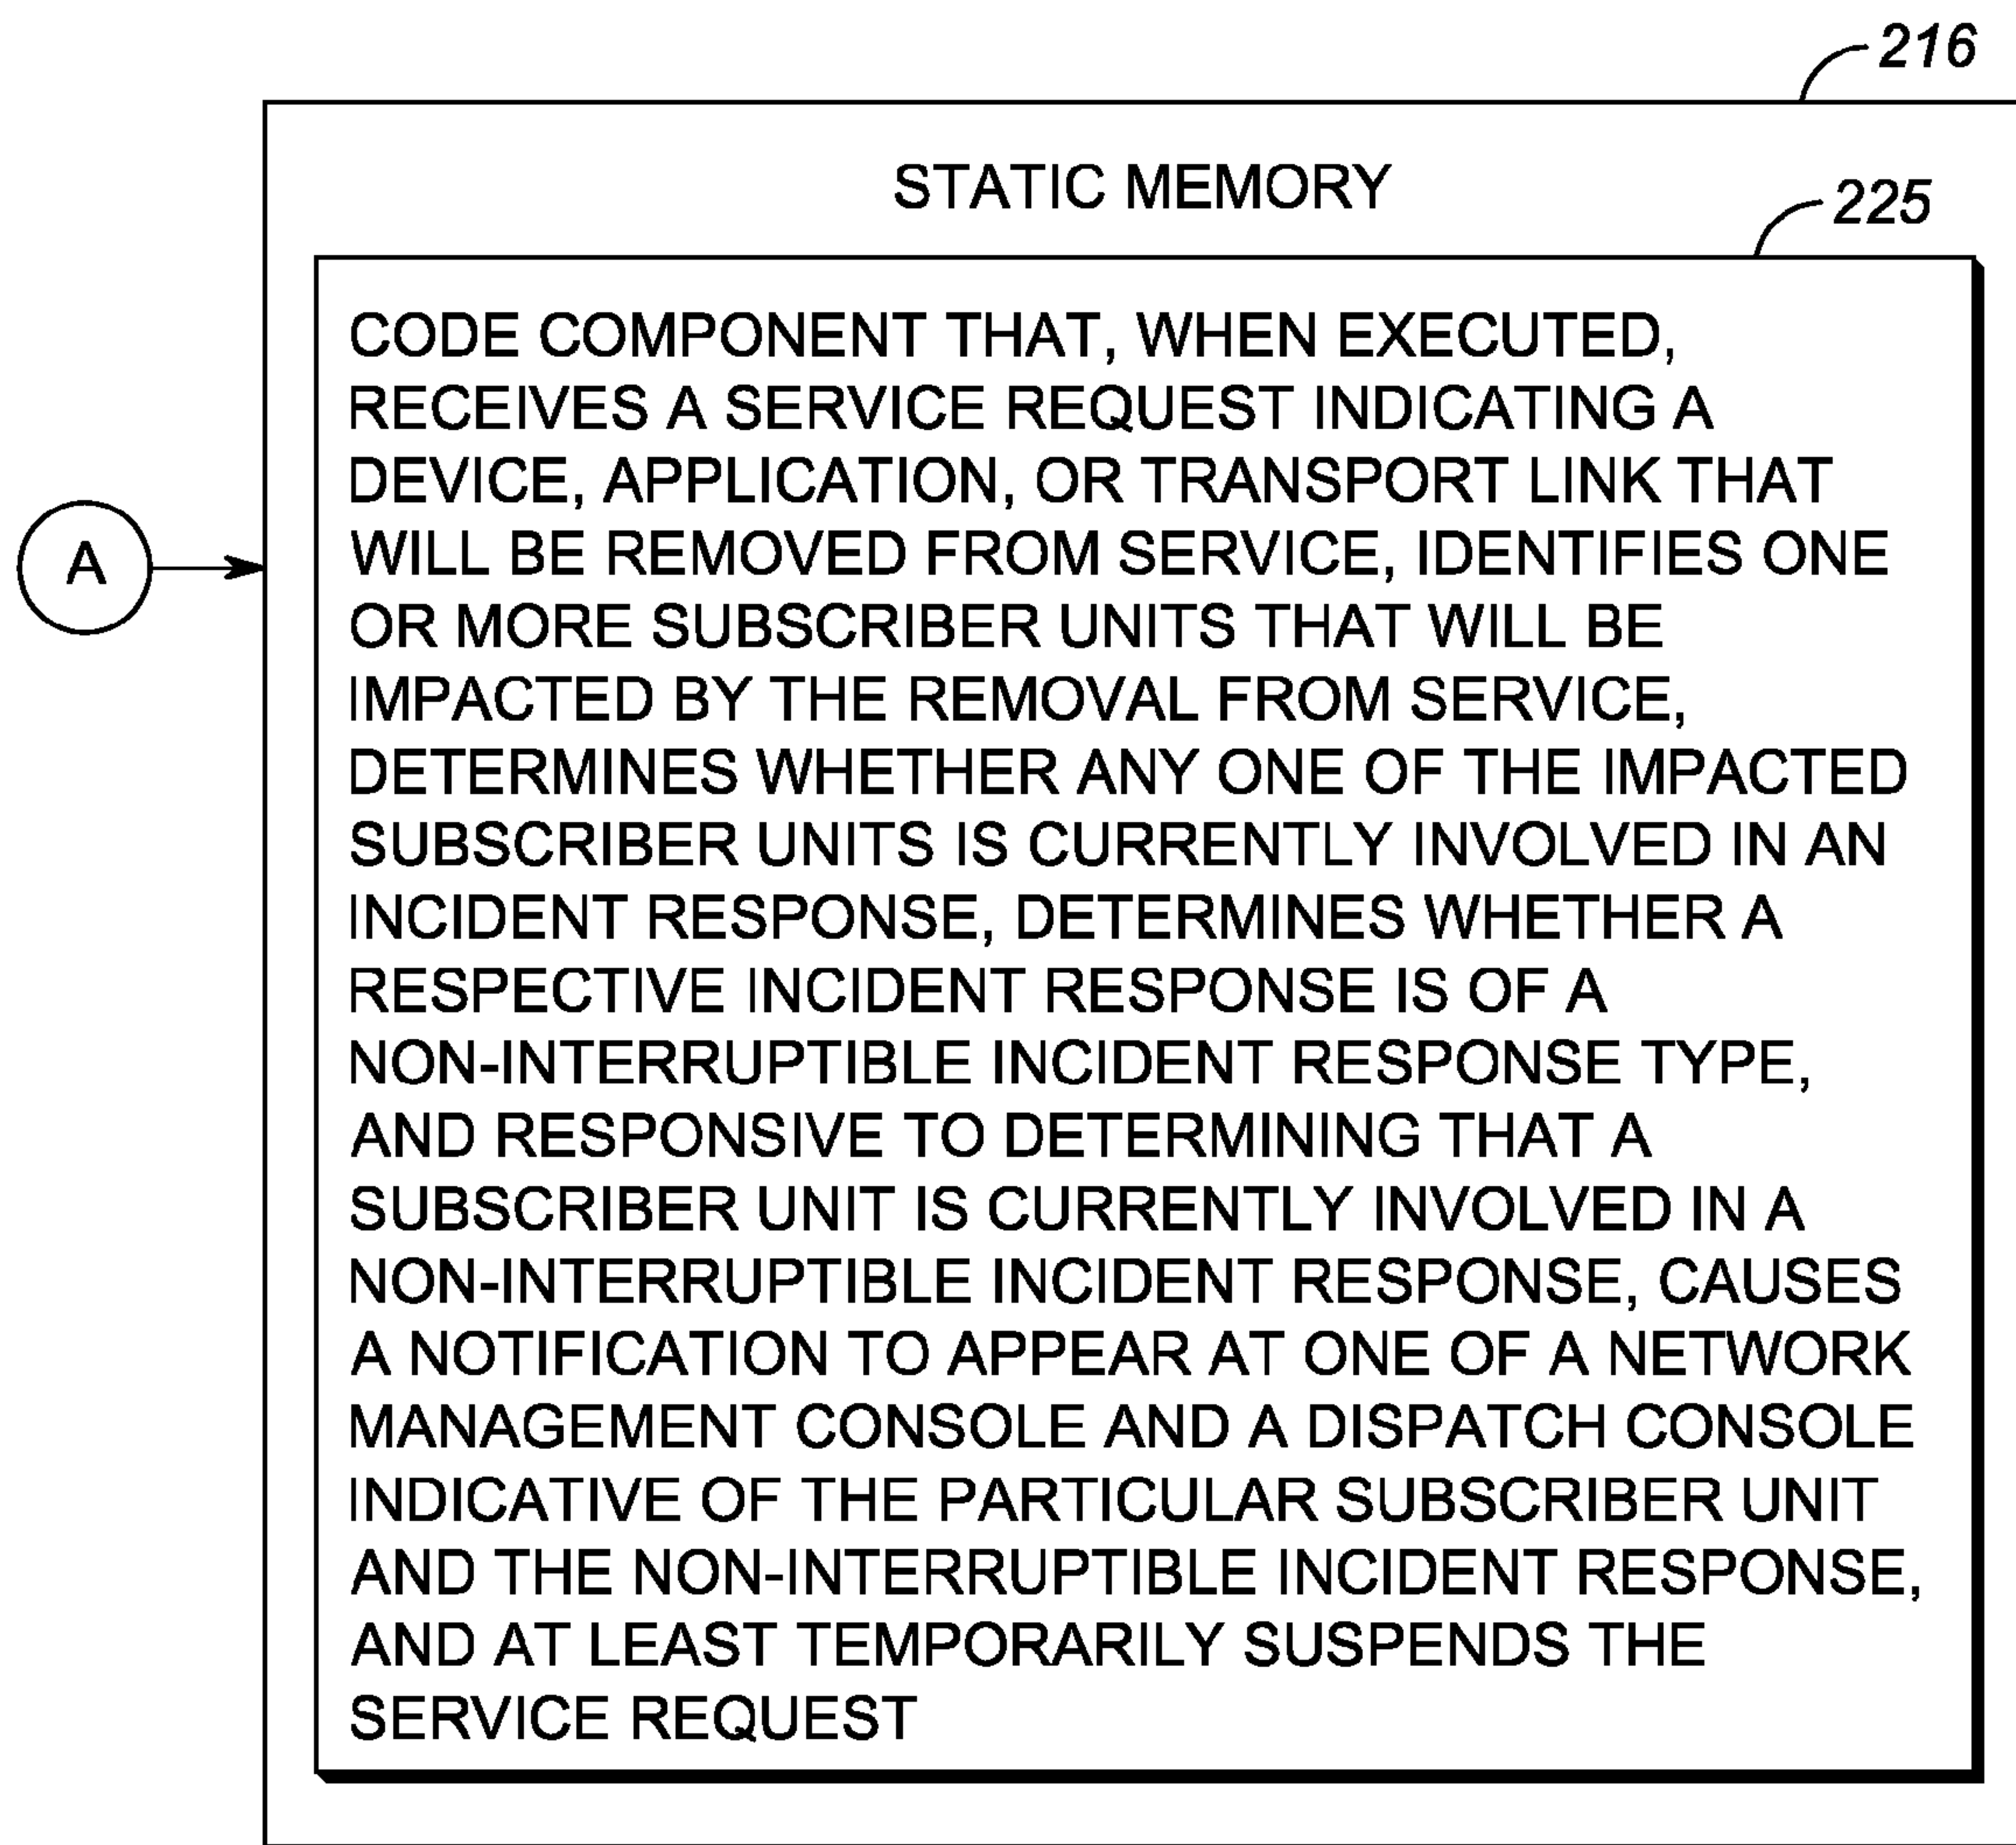 216
STATIC MEMORY
225
CODE COMPONENT THAT, WHEN EXECUTED,
RECEIVES A SERVICE REQUEST INDICATING A
DEVICE, APPLICATION, OR TRANSPORT LINK THAT
WILL BE REMOVED FROM SERVICE, IDENTIFIES ONE
OR MORE SUBSCRIBER UNITS THAT WILL BE
IMPACTED BY THE REMOVAL FROM SERVICE,
DETERMINES WHETHER ANY ONE OF THE IMPACTED
SUBSCRIBER UNITS IS CURRENTLY INVOLVED IN AN
INCIDENT RESPONSE, DETERMINES WHETHER A
RESPECTIVE INCIDENT RESPONSE IS OF A
NON-INTERRUPTIBLE INCIDENT RESPONSE TYPE,
AND RESPONSIVE TO DETERMINING THAT A
SUBSCRIBER UNIT IS CURRENTLY INVOLVED IN A
NON-INTERRUPTIBLE INCIDENT RESPONSE, CAUSES
A NOTIFICATION TO APPEAR AT ONE OF A NETWORK
MANAGEMENT CONSOLE AND A DISPATCH CONSOLE
INDICATIVE OF THE PARTICULAR SUBSCRIBER UNIT
AND THE NON-INTERRUPTIBLE INCIDENT RESPONSE,
AND AT LEAST TEMPORARILY SUSPENDS THE
SERVICE REQUEST
A